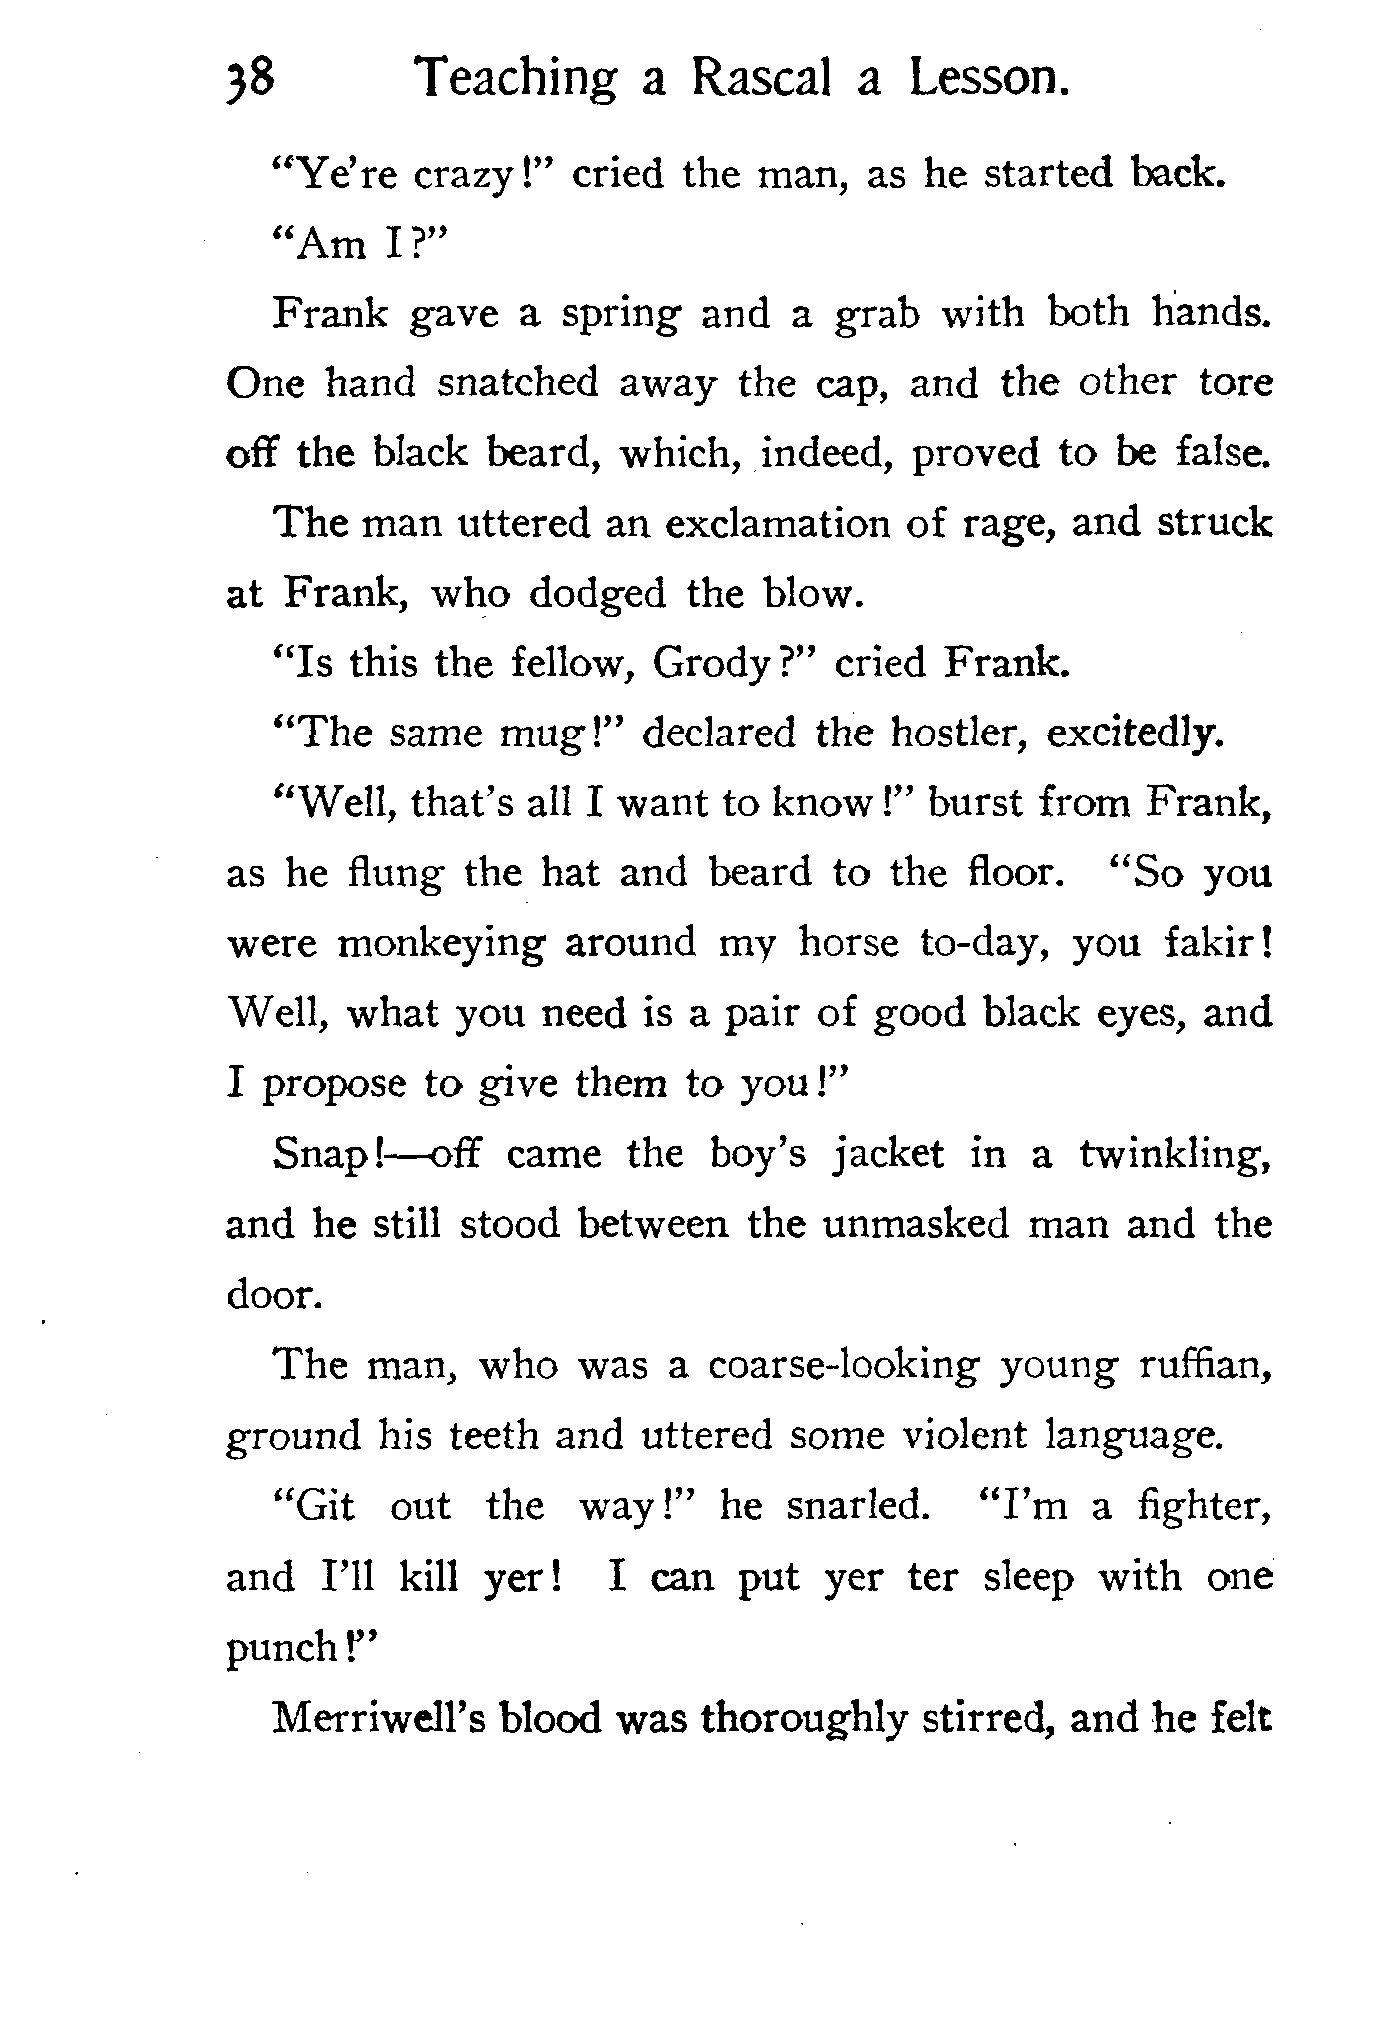 38 Teaching a Rascal a Lesson.
“Ye’re crazy!” cried the man, as he started back.
“Am I?”
Frank gave a spring and a grab with both hands.
One hand snatched away the cap, and the other tore
off the black beard, which, indeed, proved to be false.
The man uttered an exclamation of rage, and struck
at Frank, who dodged the blow.
“Is this the fellow, Grody?” cried Frank.
“The same mug!” declared the hostler, excitedly.
“Well, that’s all I want to know!” burst from Frank,
as he flung the hat and beard to the floor. “So you
were monkeying around my horse to-day, you fakir!
Well, what you need is a pair of good black eyes, and
I propose to give them to you!”
Snap!—off came the boy’s jacket in a twinkling,
and he still stood between the unmasked man and the
door.
The man, who was a coarse-looking young ruffian,
ground his teeth and uttered some violent language.
“Git out the way!” he snarled. “I’m a fighter,
and I’ll kill yer! I can put yer ter sleep with one
punch!”
Merriwell’s blood was thoroughly stirred, and he felt